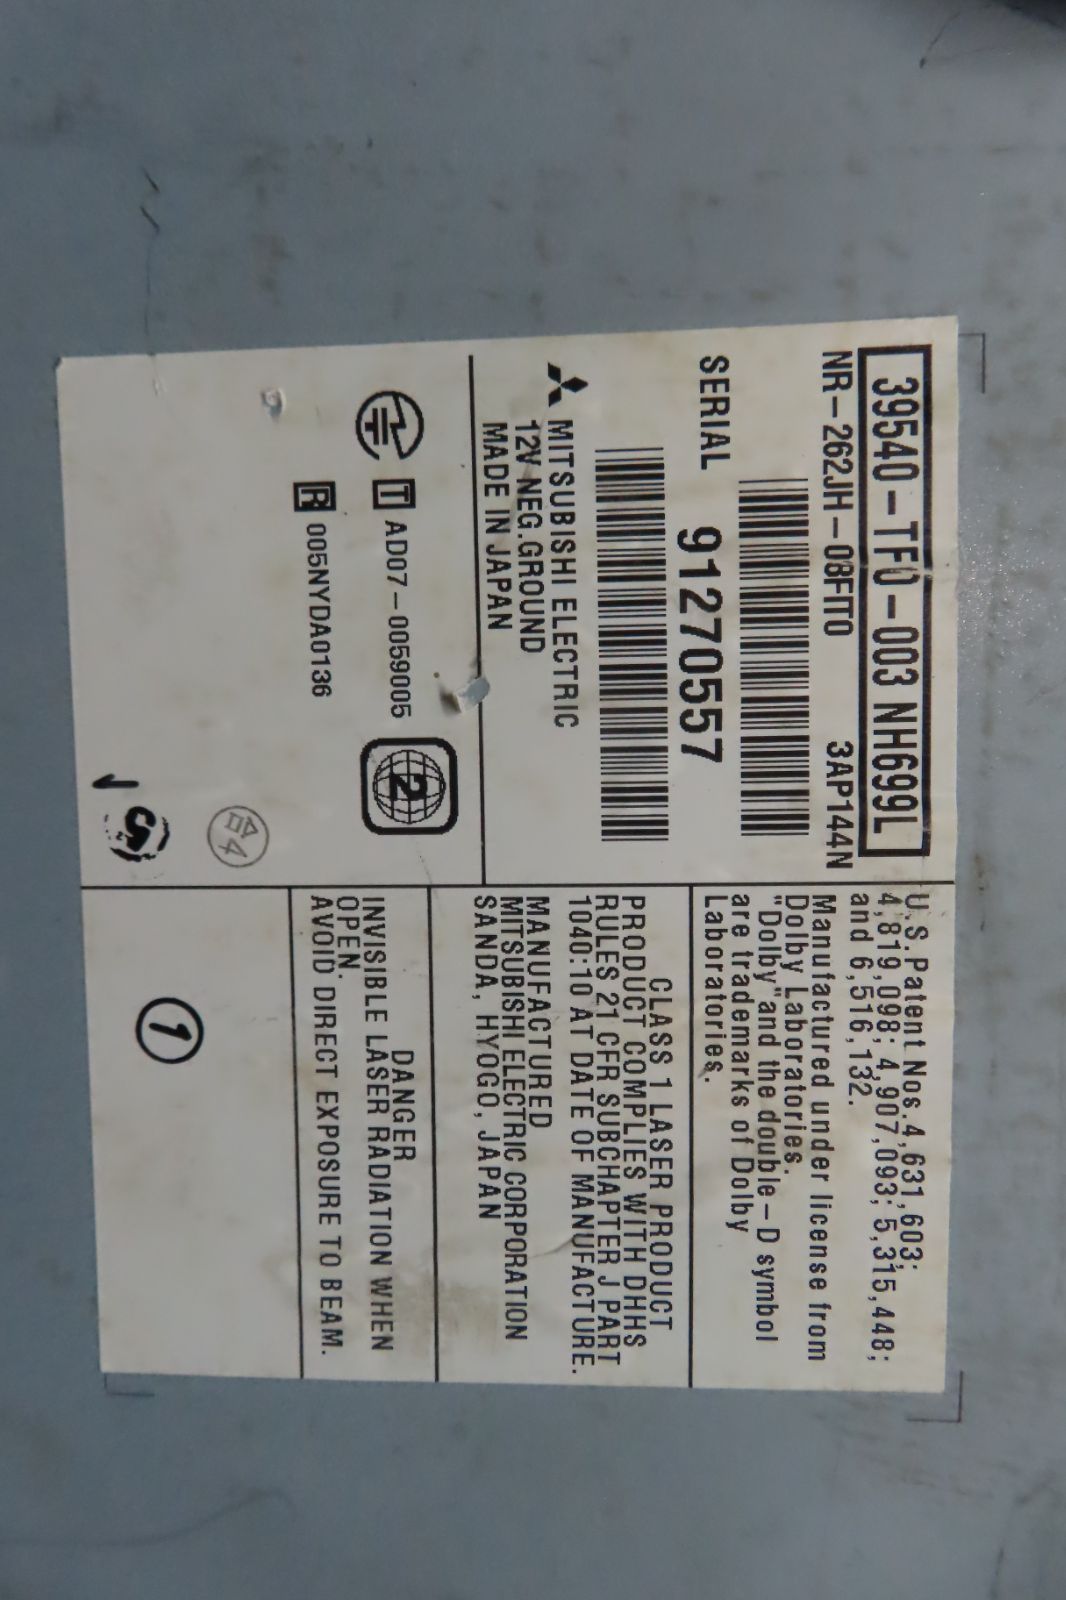 39540-TF0-003 NH699L
NR-262JH-08FIT0 3AP144N
SERIAL 91270557
MITSUBISHI ELECTRIC
12V NEG.GROUND
MADE IN JAPAN
T AD07-0059005
R 005NYDA0136
2
5
U.S.Patent Nos.4,631,603;
4,819,098; 4,907,093; 5,315,448;
and 6,516,132.
Manufactured under license from
Dolby Laboratories.
"Dolby"and the double-D symbol
are trademarks of Dolby
Laboratories.
CLASS 1 LASER PRODUCT
PRODUCT COMPLIES WITH DHHS
RULES 21 CFR SUBCHAPTER J PART
1040:10 AT DATE OF MANUFACTURE.
MANUFACTURED
MITSUBISHI ELECTRIC CORPORATION
SANDA, HYOGO, JAPAN
DANGER
INVISIBLE LASER RADIATION WHEN
OPEN.
AVOID DIRECT EXPOSURE TO BEAM.
1